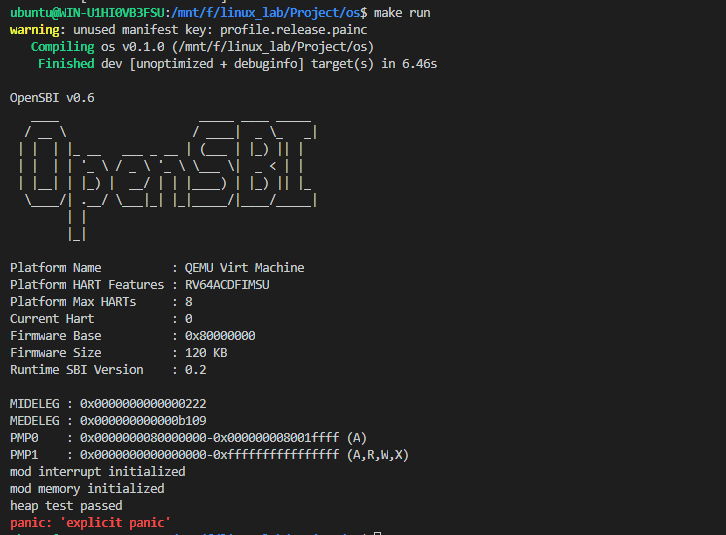 ubuntu@WIN-U1HI0VB3FSU:/mnt/f/linux_lab/Project/os$ make run
warning: unused manifest key: profile.release.painc
Compiling os v0.1.0 (/mnt/f/linux_lab/Project/os)
Finished dev [unoptimized + debuginfo] target(s) in 6.46s
OpenSBI v0.6
OpenSBI
Platform Name : QEMU Virt Machine
Platform HART Features : RV64ACDFIMSU
Platform Max HARTs : 8
Current Hart : 0
Firmware Base : 0x80000000
Firmware Size : 120 KB
Runtime SBI Version : 0.2
MIDELEG : 0x0000000000000222
MEDELEG : 0x000000000000b109
PMP0 : 0x0000000080000000-0x000000008001ffff (A)
PMP1 : 0x0000000000000000-0xffffffffffffffff (A,R,W,X)
mod interrupt initialized
mod memory initialized
heap test passed
panic: 'explicit panic'